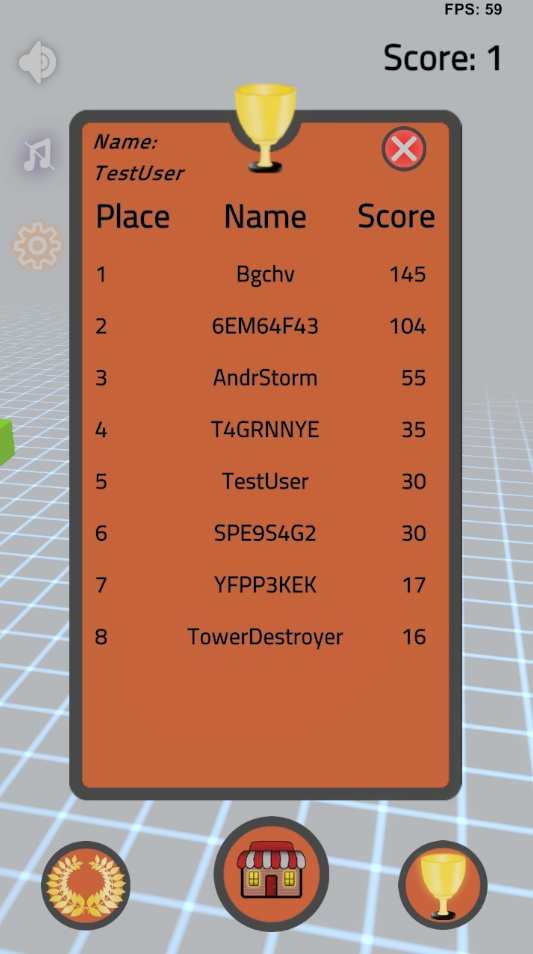 FPS: 59
Score: 1
Name:
TestUser
Place Name Score
1 Bgchv 145
2 6EM64F43 104
3 AndrStorm 55
4 T4GRNNYE 35
5 TestUser 30
6 SPE9S4G2 30
7 YFPP3KEK 17
8 TowerDestroyer 16